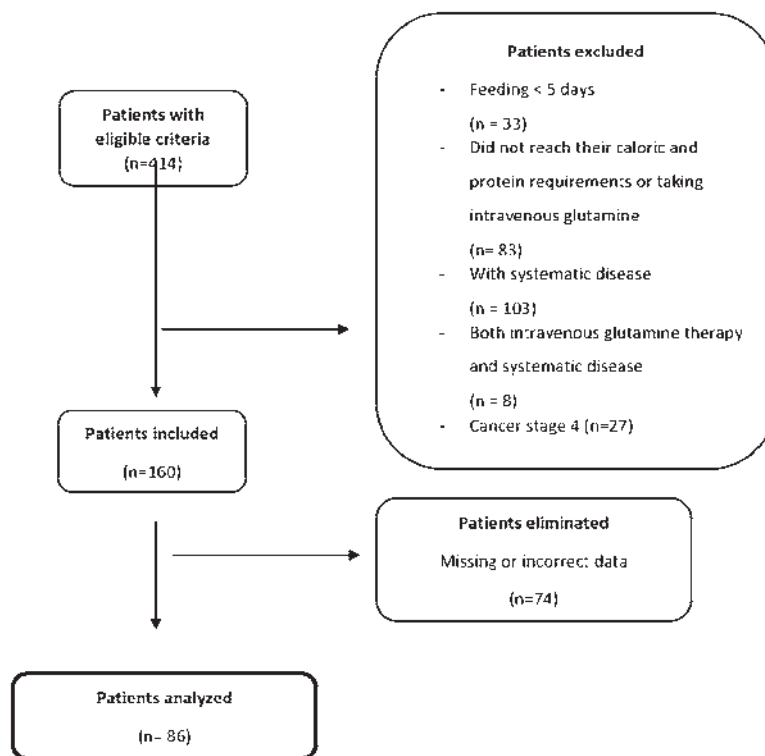 Patients with
eligible criteria
(n=414)
Patients excluded
- Feeding < 5 days
(n = 33)
- Did not reach their caloric and
protein requirements or taking
intravenous glutamine
(n= 83)
- With systematic disease
(n = 103)
- Both intravenous glutamine therapy
and systematic disease
(n = 8)
- Cancer stage 4 (n=27)
Patients included
(n=160)
Patients eliminated
Missing or incorrect data
(n=74)
Patients analyzed
(n= 86)